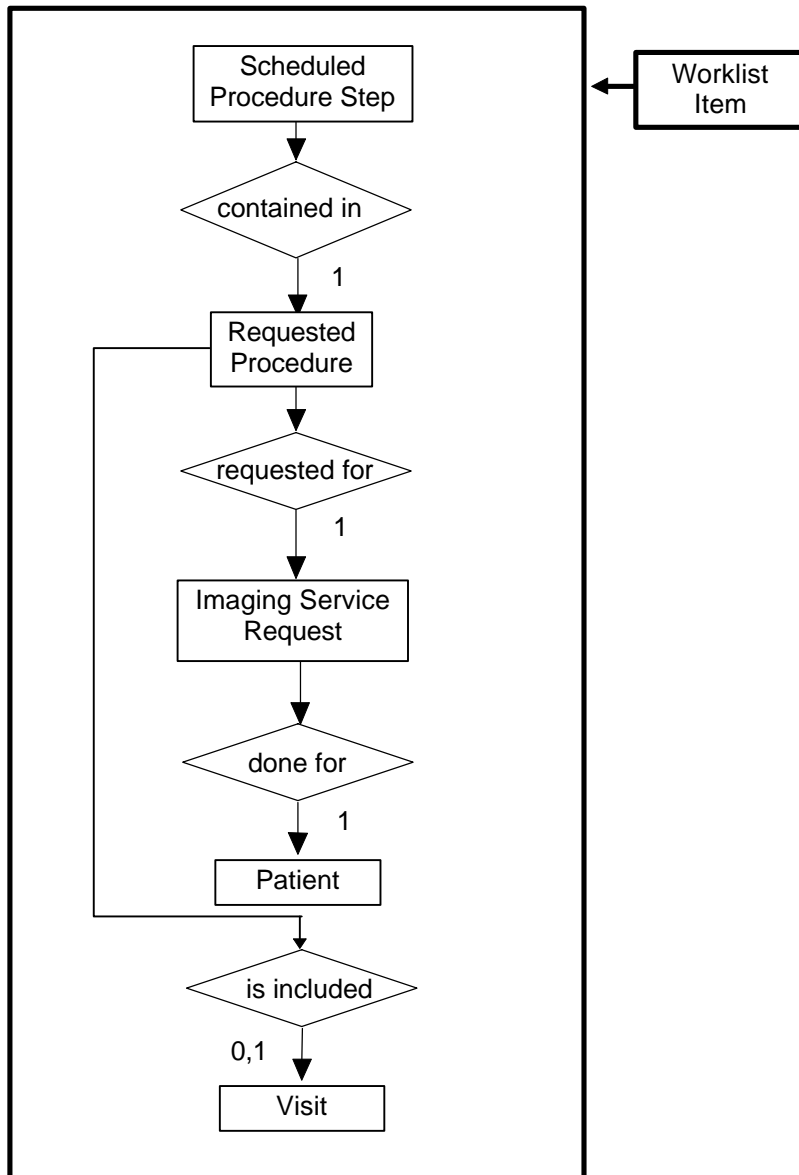 Scheduled
Procedure Step
Worklist
Item
contained in
1
Requested
Procedure
requested for
1
Imaging Service
Request
done for
1
Patient
is included
0,1
Visit